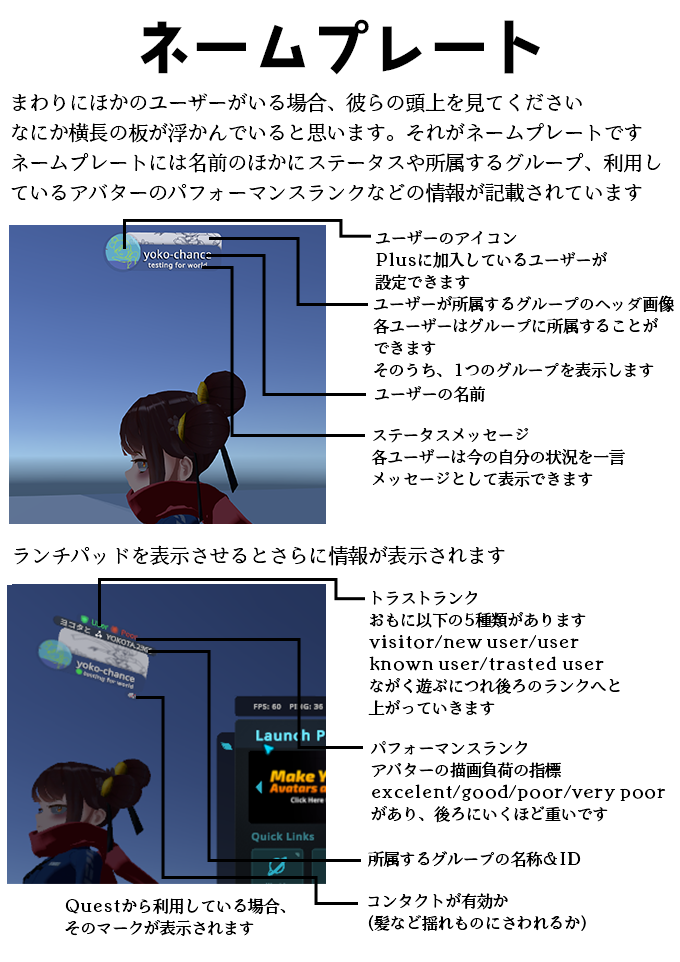 ネームプレート
まわりにほかのユーザーがいる場合、彼らの頭上を見てください
なにか横長の板が浮かんでいると思います。それがネームプレートです
ネームプレートには名前のほかにステータスや所属するグループ、利用し
ているアバターのパフォーマンスランクなどの情報が記載されています
yoko-chance
testing for world
ユーザーのアイコン
Plusに加入しているユーザーが
設定できます
ユーザーが所属するグループのヘッダ画像
各ユーザーはグループに所属することが
できます
そのうち、1つのグループを表示します
ユーザーの名前
ステータスメッセージ
各ユーザーは今の自分の状況を一言
メッセージとして表示できます
ランチパッドを表示させるとさらに情報が表示されます
User Poor
ヨコタと YOKOTA.236
yoko-chance
testing for world
FPS: 60 PING: 36
Launch P
Make Y
Avatars a
Click Here
Quick Links
トラストランク
おもに以下の5種類があります
visitor/new user/user
known user/trasted user
ながく遊ぶにつれ後ろのランクへと
上がっていきます
パフォーマンスランク
アバターの描画負荷の指標
excelent/good/poor/very poor
があり、後ろにいくほど重いです
所属するグループの名称&ID
コンタクトが有効か
(髪など揺れものにさわれるか)
Questから利用している場合、
そのマークが表示されます